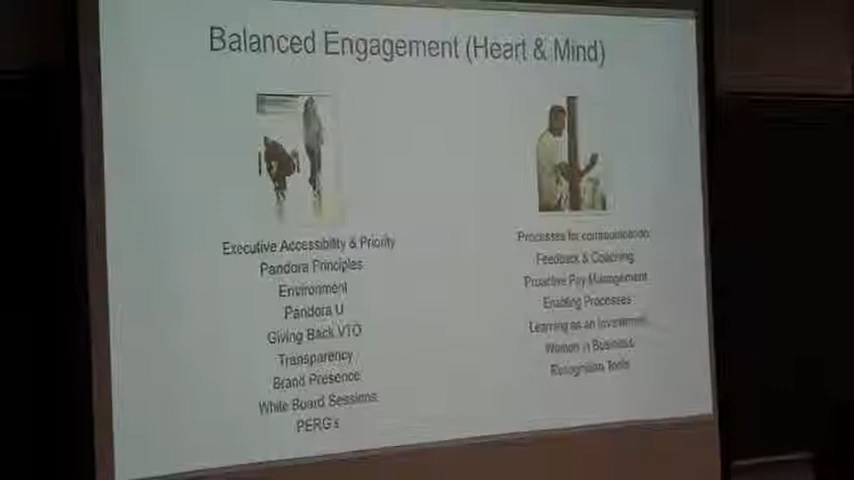 Balanced Engagement (Heart & Mind)
Executive Accessibility & Priority
Pandora Principles
Environment
Pandora U
Giving Back VTO
Transparency
Brand Presence
White Board Sessions
PERG's
Processes for communication
Feedback & Coaching
Proactive Pay Management
Enabling Processes
Learning as an Investment
Women in Business
Recognition Tools